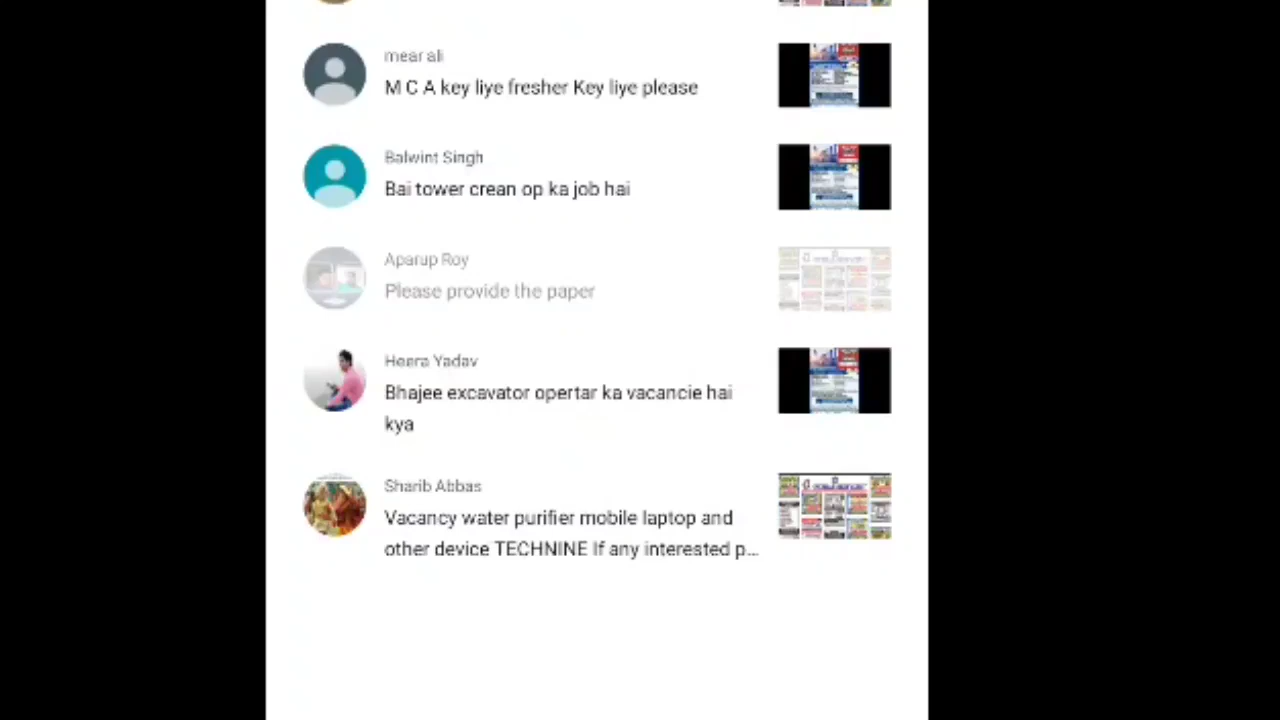 mear ali
M C A key liye fresher Key liye please
Balwint Singh
Bai tower crean op ka job hai
Aparup Roy
Please provide the paper
Heera Yadav
Bhajee excavator opertar ka vacancie hai
kya
Sharib Abbas
Vacancy water purifier mobile laptop and
other device TECHNINE If any interested p...